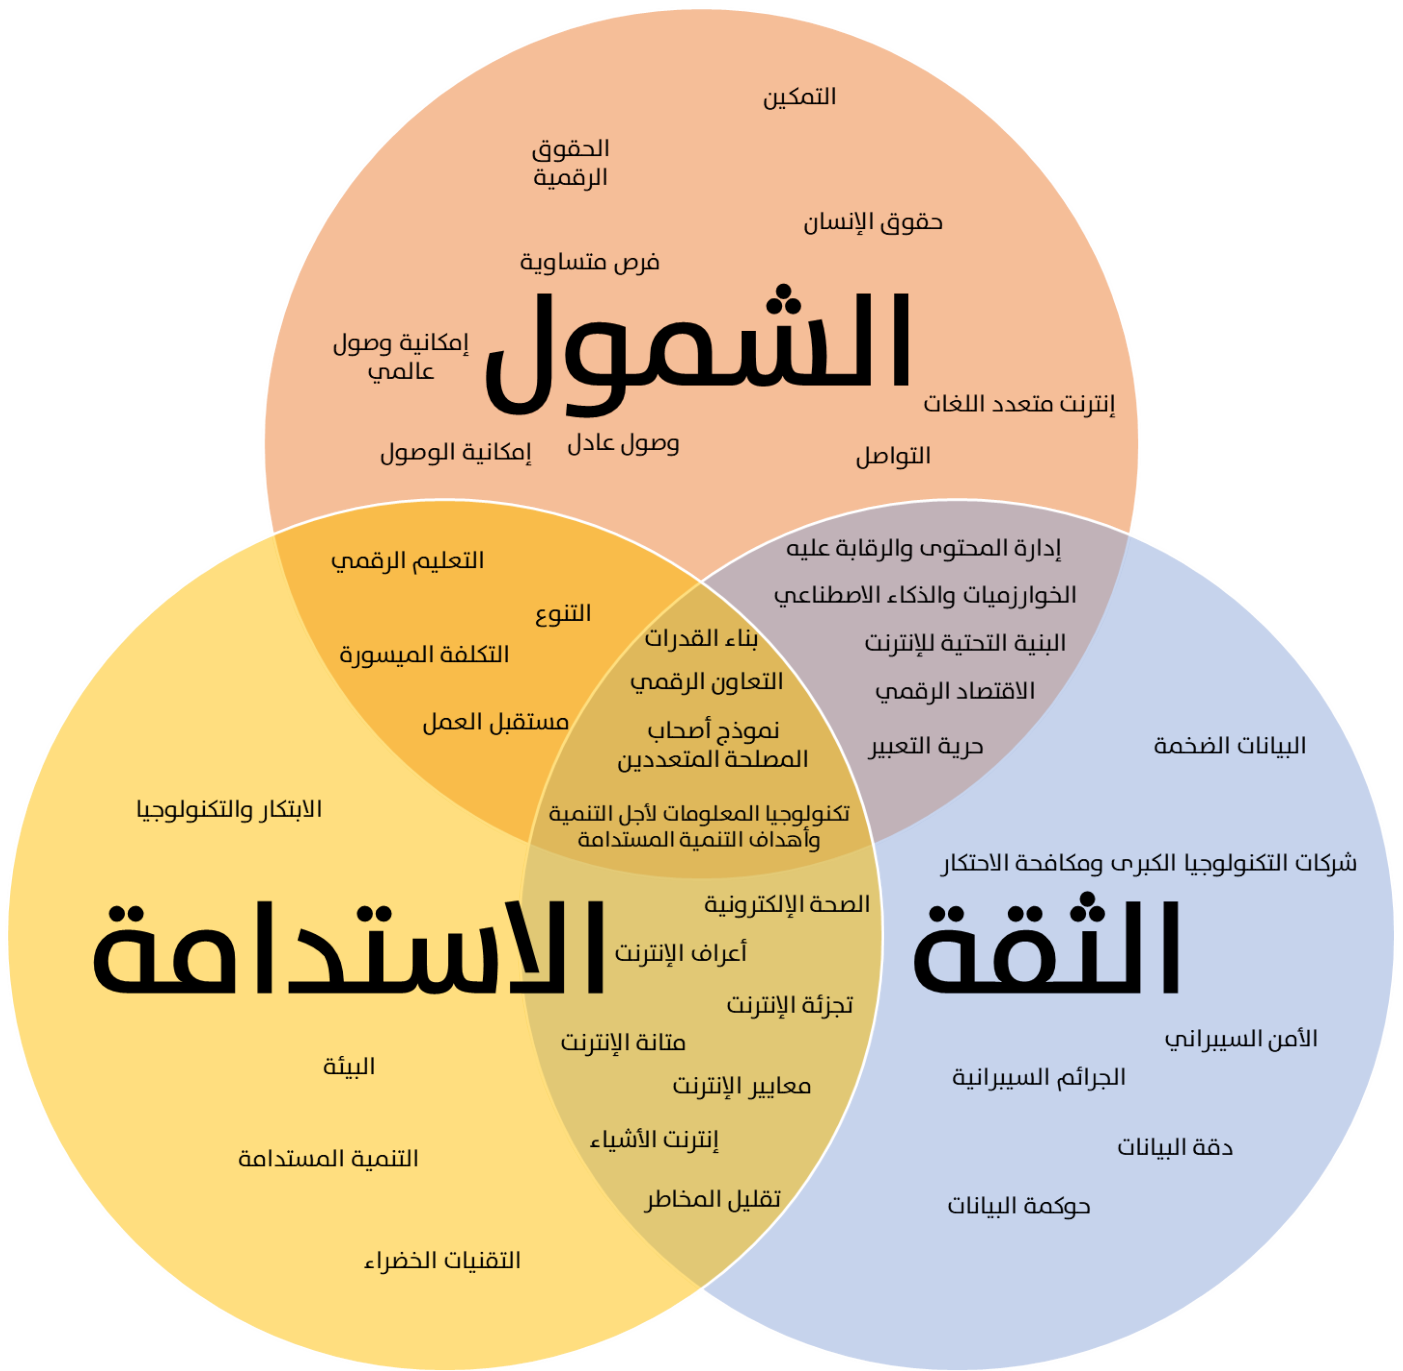 التمكين
الحقوق
الرقمية
حقوق الإنسان
فرص متساوية
الشمول
إمكانية وصول
عالمي
إنترنت متعدد اللغات
وصول عادل
إمكانية الوصول
التواصل
إدارة المحتوى والرقابة عليه
الخوارزميات والذكاء الاصطناعي
البنية التحتية للإنترنت
الاقتصاد الرقمي
حرية التعبير
التعليم الرقمي
التنوع
التكلفة الميسورة
مستقبل العمل
بناء القدرات
التعاون الرقمي
نموذج أصحاب
المصلحة المتعددين
تكنولوجيا المعلومات لأجل التنمية
وأهداف التنمية المستدامة
البيانات الضخمة
شركات التكنولوجيا الكبرى ومكافحة الاحتكار
الثقة
الأمن السيبراني
الجرائم السيبرانية
دقة البيانات
حوكمة البيانات
الصحة الإلكترونية
أعراف الإنترنت
تجزئة الإنترنت
متانة الإنترنت
معايير الإنترنت
إنترنت الأشياء
تقليل المخاطر
الابتكار والتكنولوجيا
الاستدامة
البيئة
التنمية المستدامة
التقنيات الخضراء